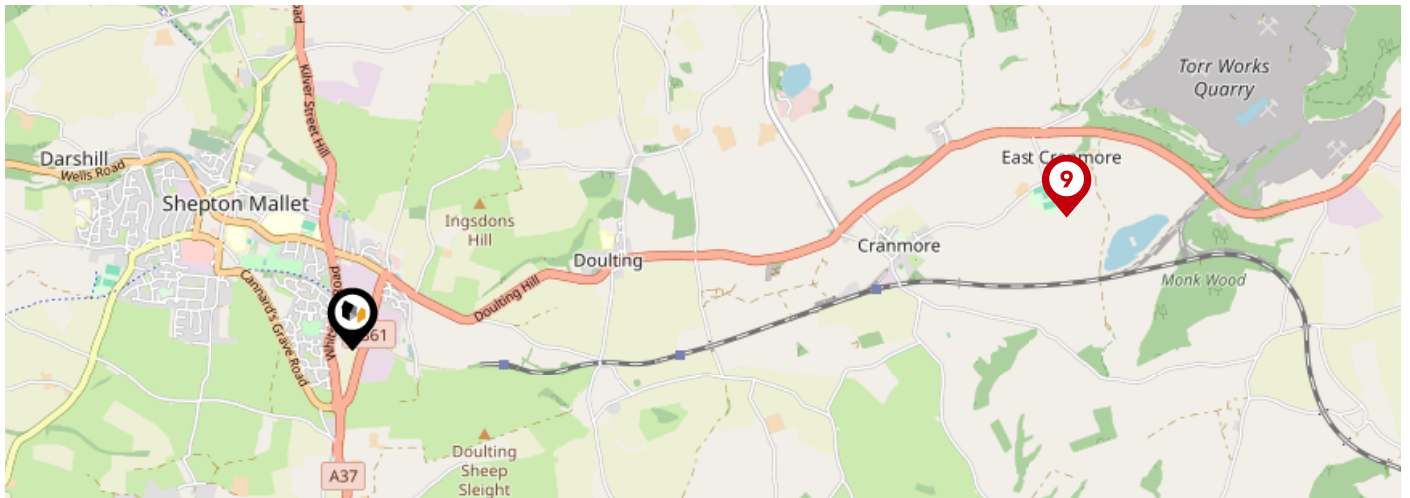 Kilver Street Hill
Torr Works
Quarry
Darshill
Wells Road
East Cranmore
9
Shepton Mallet
Ingsdons
Hill
Doulting
Cranmore
Doulting Hill
Monk Wood
Cannard's Grave Road
Doulting
Sheep
Sleight
A37